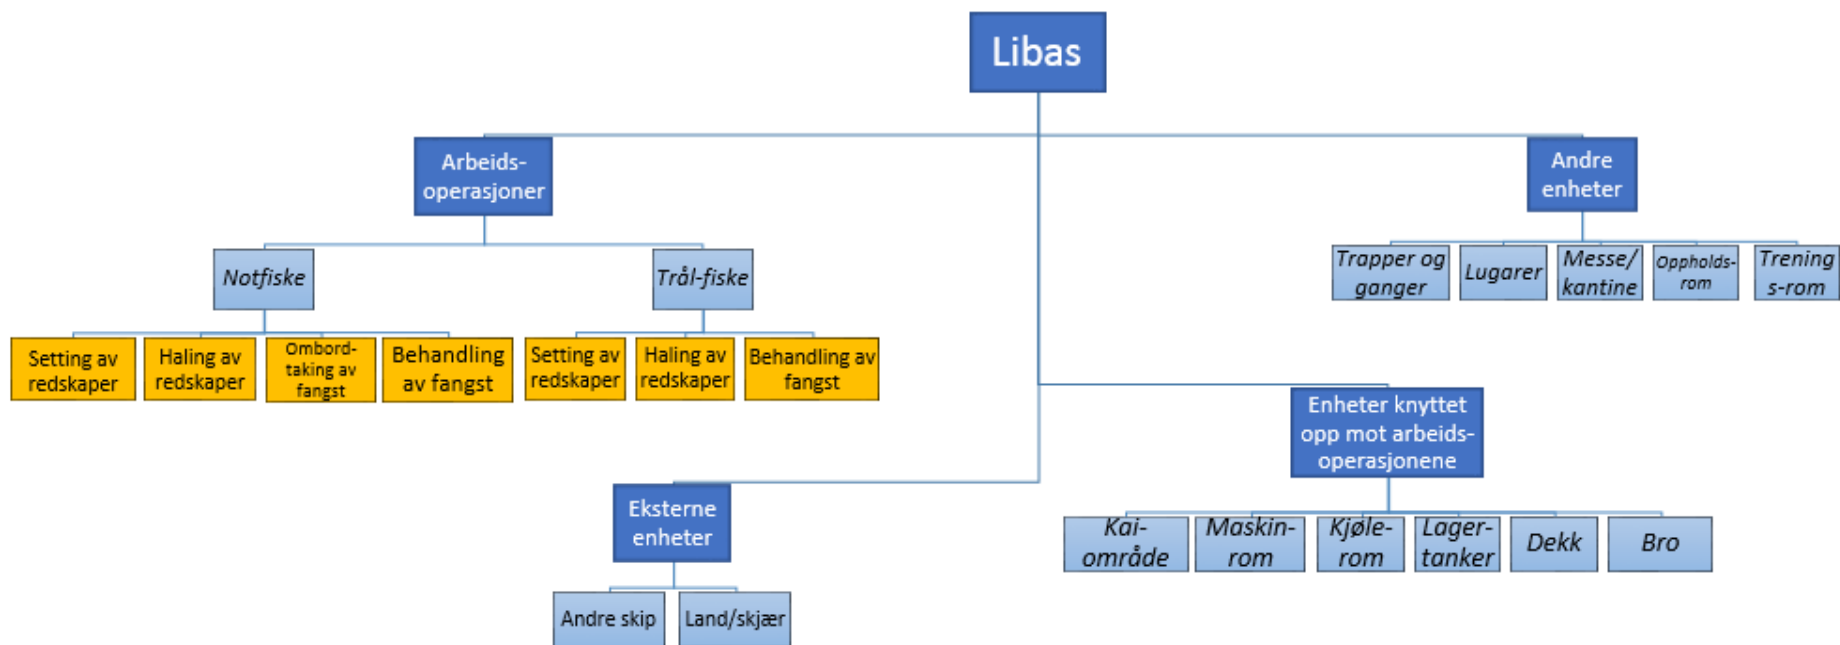 Libas
Arbeids-
operasjoner
Andre
enheter
Notfiske
Trål-fiske
Trapper og
ganger
Lugarer
Messe/
kantine
Oppholds-
rom
Trening
s-rom
Setting av
redskaper
Haling av
redskaper
Ombord-
taking av
fangst
Behandling
av fangst
Setting av
redskaper
Haling av
redskaper
Behandling av
fangst
Enheter knyttet
opp mot arbeids-
operasjonene
Eksterne
enheter
Kai-
område
Maskin-
rom
Kjøle-
rom
Lager-
tanker
Dekk
Bro
Andre skip
Land/skjær